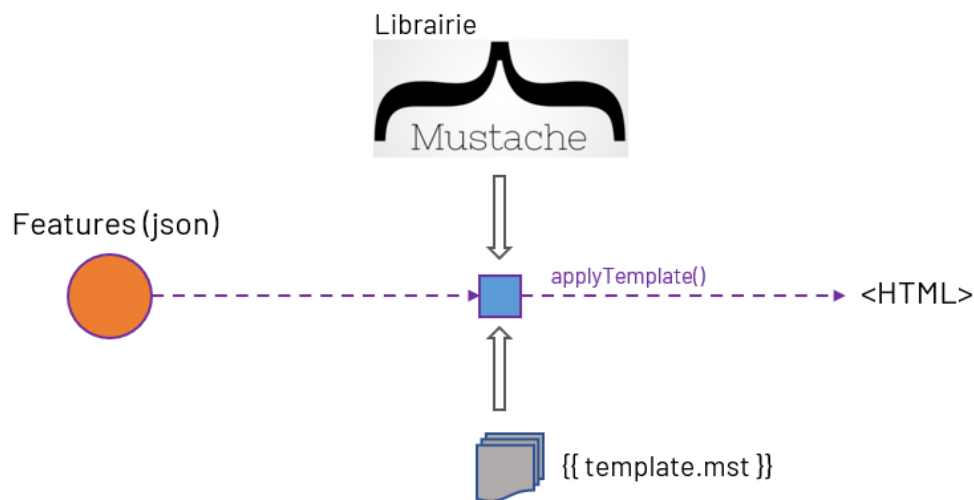 Librairie
Mustache
Features (json)
applyTemplate()
<HTML>
{{ template.mst }}